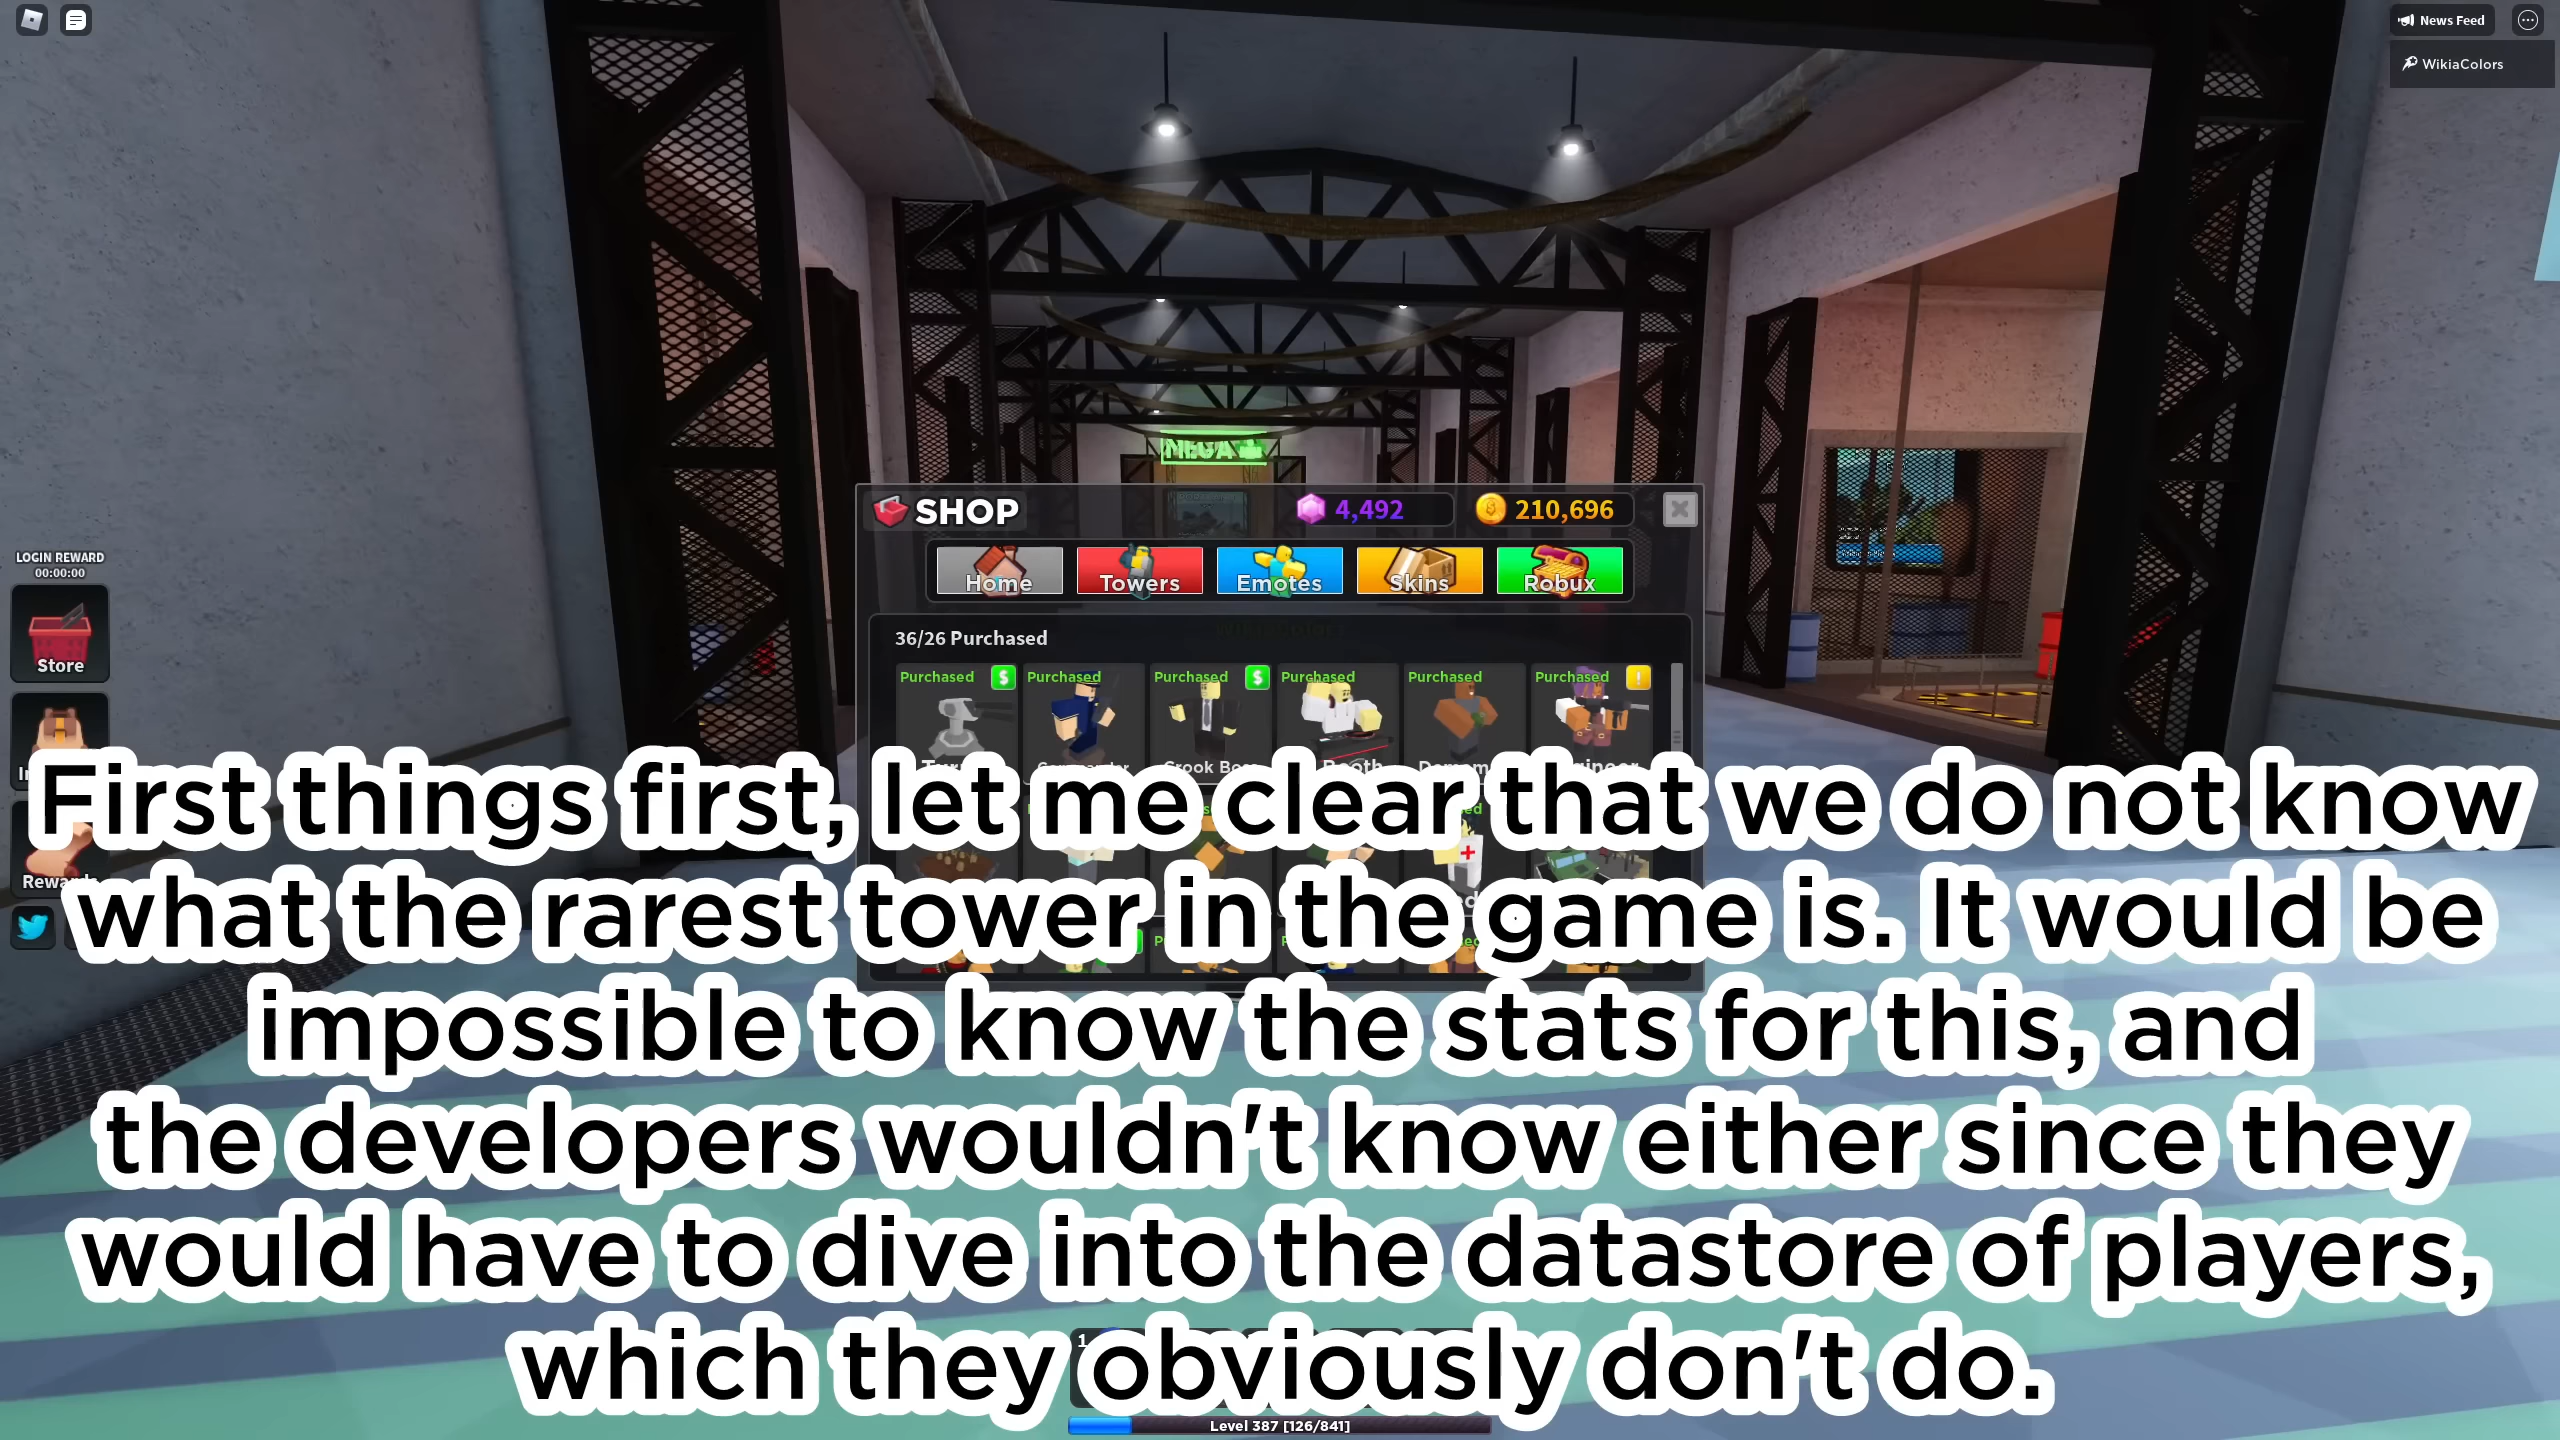 News Feed
WikiaColors
MEGA
SHOP
4,492
210,696
Home
Towers
Emotes
Skins
Robux
36/26 Purchased
Purchased $
Purchased
Purchased $
Purchased
Purchased
Purchased !
LOGIN REWARD
00:00:00
Store
First things first, let me clear that we do not know
what the rarest tower in the game is. It would be
impossible to know the stats for this, and
the developers wouldn't know either since they
would have to dive into the datastore of players,
which they obviously don't do.
1
Level 387 [126/841]